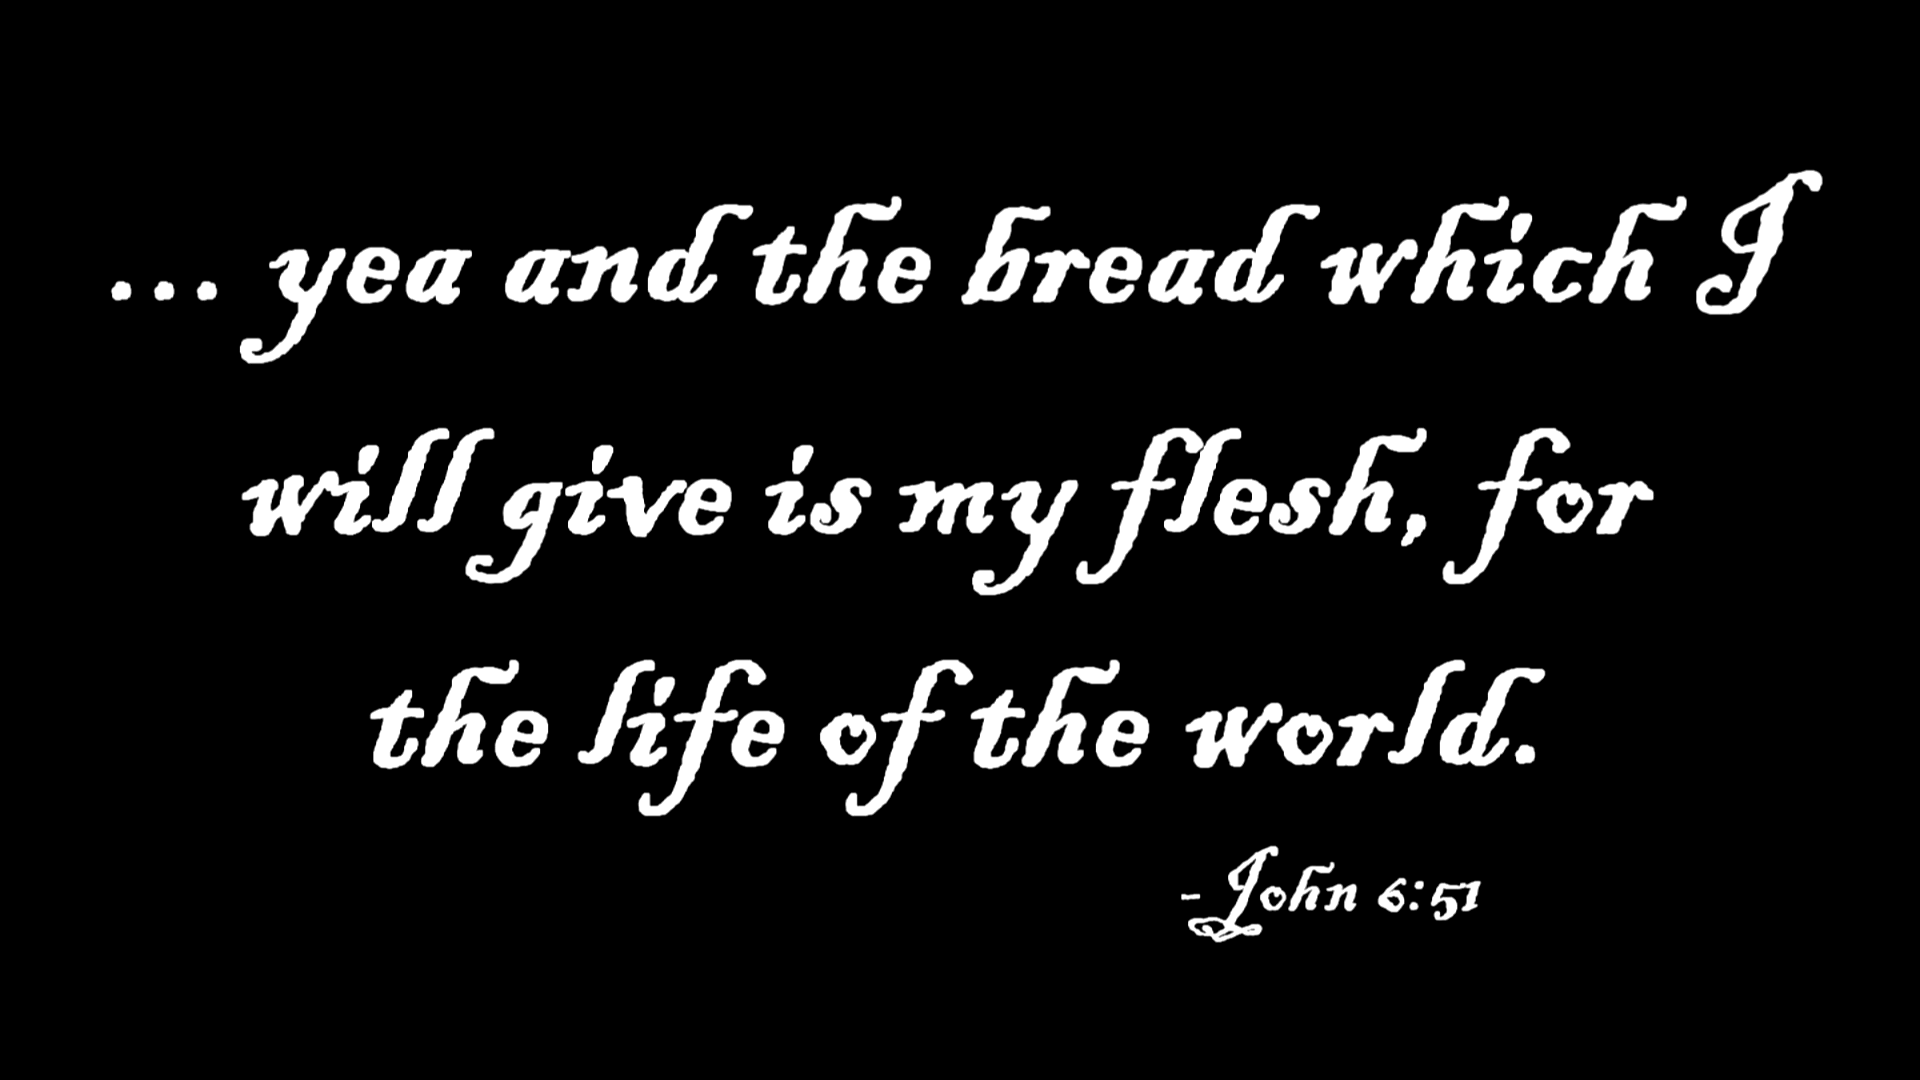 ... yea and the bread which I
will give is my flesh, for
the life of the world.
- John 6:51